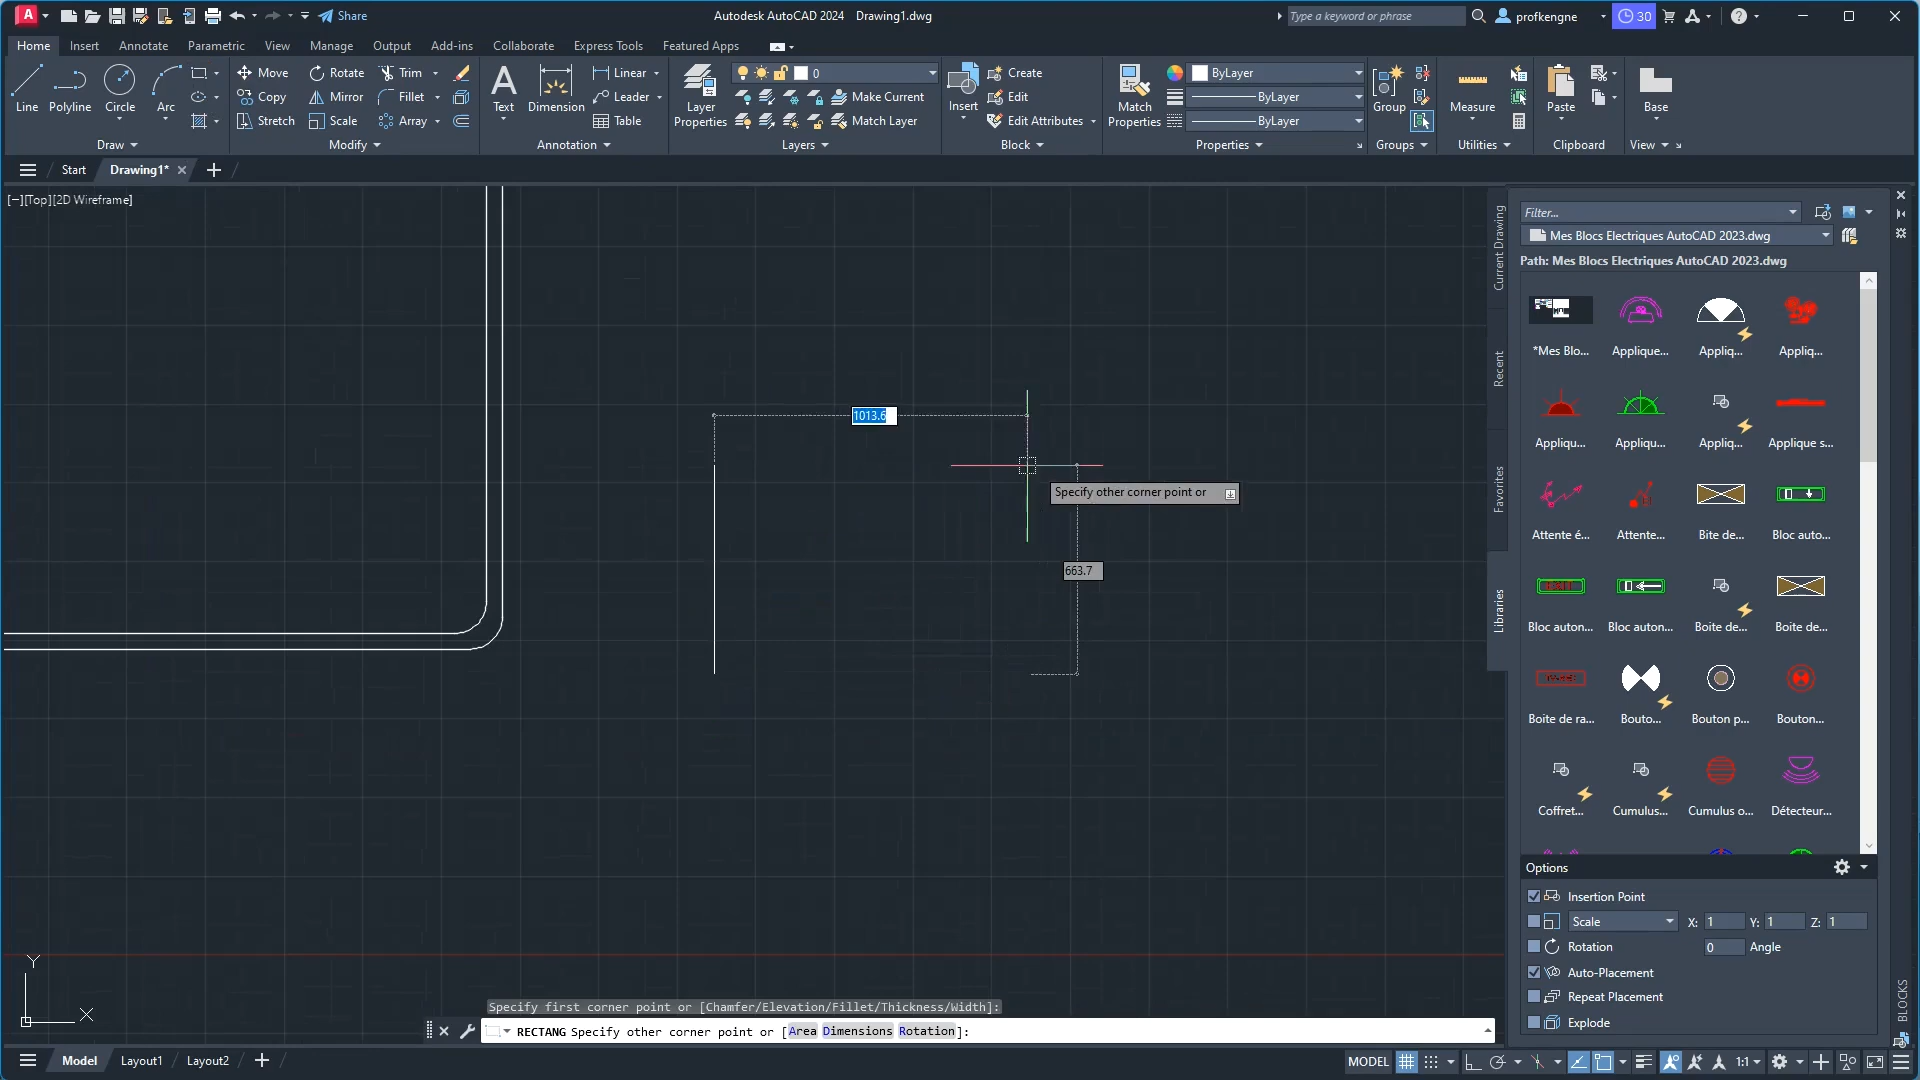 A
Share
Autodesk AutoCAD 2024 Drawing1.dwg
Type a keyword or phrase
profkengne
30
Home Insert Annotate Parametric View Manage Output Add-ins Collaborate Express Tools Featured Apps
Line Polyline Circle Arc
Draw
Move Rotate Trim
Copy Mirror Fillet
Stretch Scale Array
Modify
Text Dimension
Linear
Leader
Table
Annotation
Layer Properties
0
Make Current
Match Layer
Layers
Insert
Create
Edit
Edit Attributes
Block
Match Properties
ByLayer
ByLayer
ByLayer
Properties
Group
Groups
Measure
Utilities
Paste
Clipboard
Base
View
Start Drawing1*
[−][Top][2D Wireframe]
1013.6
Specify other corner point or
663.7
Y
X
Current Drawing
Recent
Favorites
Libraries
Filter...
Mes Blocs Electriques AutoCAD 2023.dwg
Path: Mes Blocs Electriques AutoCAD 2023.dwg
*Mes Blo... Applique... Appliq... Appliq...
Appliqu... Appliqu... Appliq... Applique s...
Attente é... Attente... Bite de... Bloc auto...
Bloc auton... Bloc auton... Boite de... Boite de...
Boite de ra... Bouto... Bouton p... Bouton...
Coffret... Cumulus... Cumulus o... Détecteur...
Options
Insertion Point
Scale X: 1 Y: 1 Z: 1
Rotation 0 Angle
Auto-Placement
Repeat Placement
Explode
BLOCKS
Specify first corner point or [Chamfer/Elevation/Fillet/Thickness/Width]:
RECTANG Specify other corner point or [Area Dimensions Rotation]:
Model Layout1 Layout2
MODEL
1:1